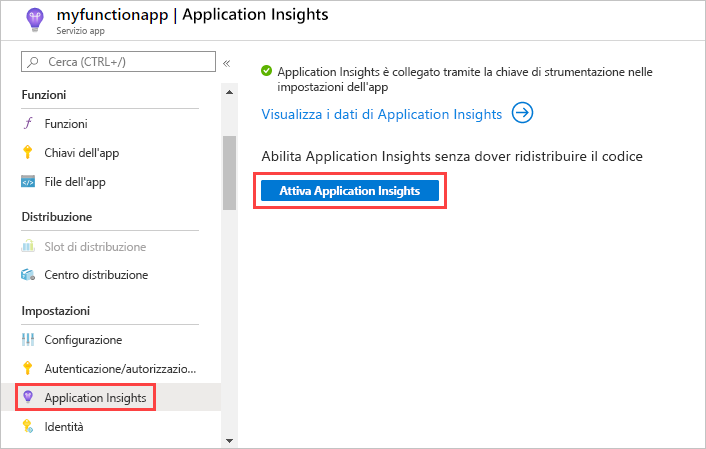 myfunctionapp | Application Insights
Servizio app
Cerca (CTRL+/)
«
Funzioni
Funzioni
Chiavi dell'app
File dell'app
Distribuzione
Slot di distribuzione
Centro distribuzione
Impostazioni
Configurazione
Autenticazione/autorizzazio...
Application Insights
Identità
Application Insights è collegato tramite la chiave di strumentazione nelle
impostazioni dell'app
Visualizza i dati di Application Insights
Abilita Application Insights senza dover ridistribuire il codice
Attiva Application Insights